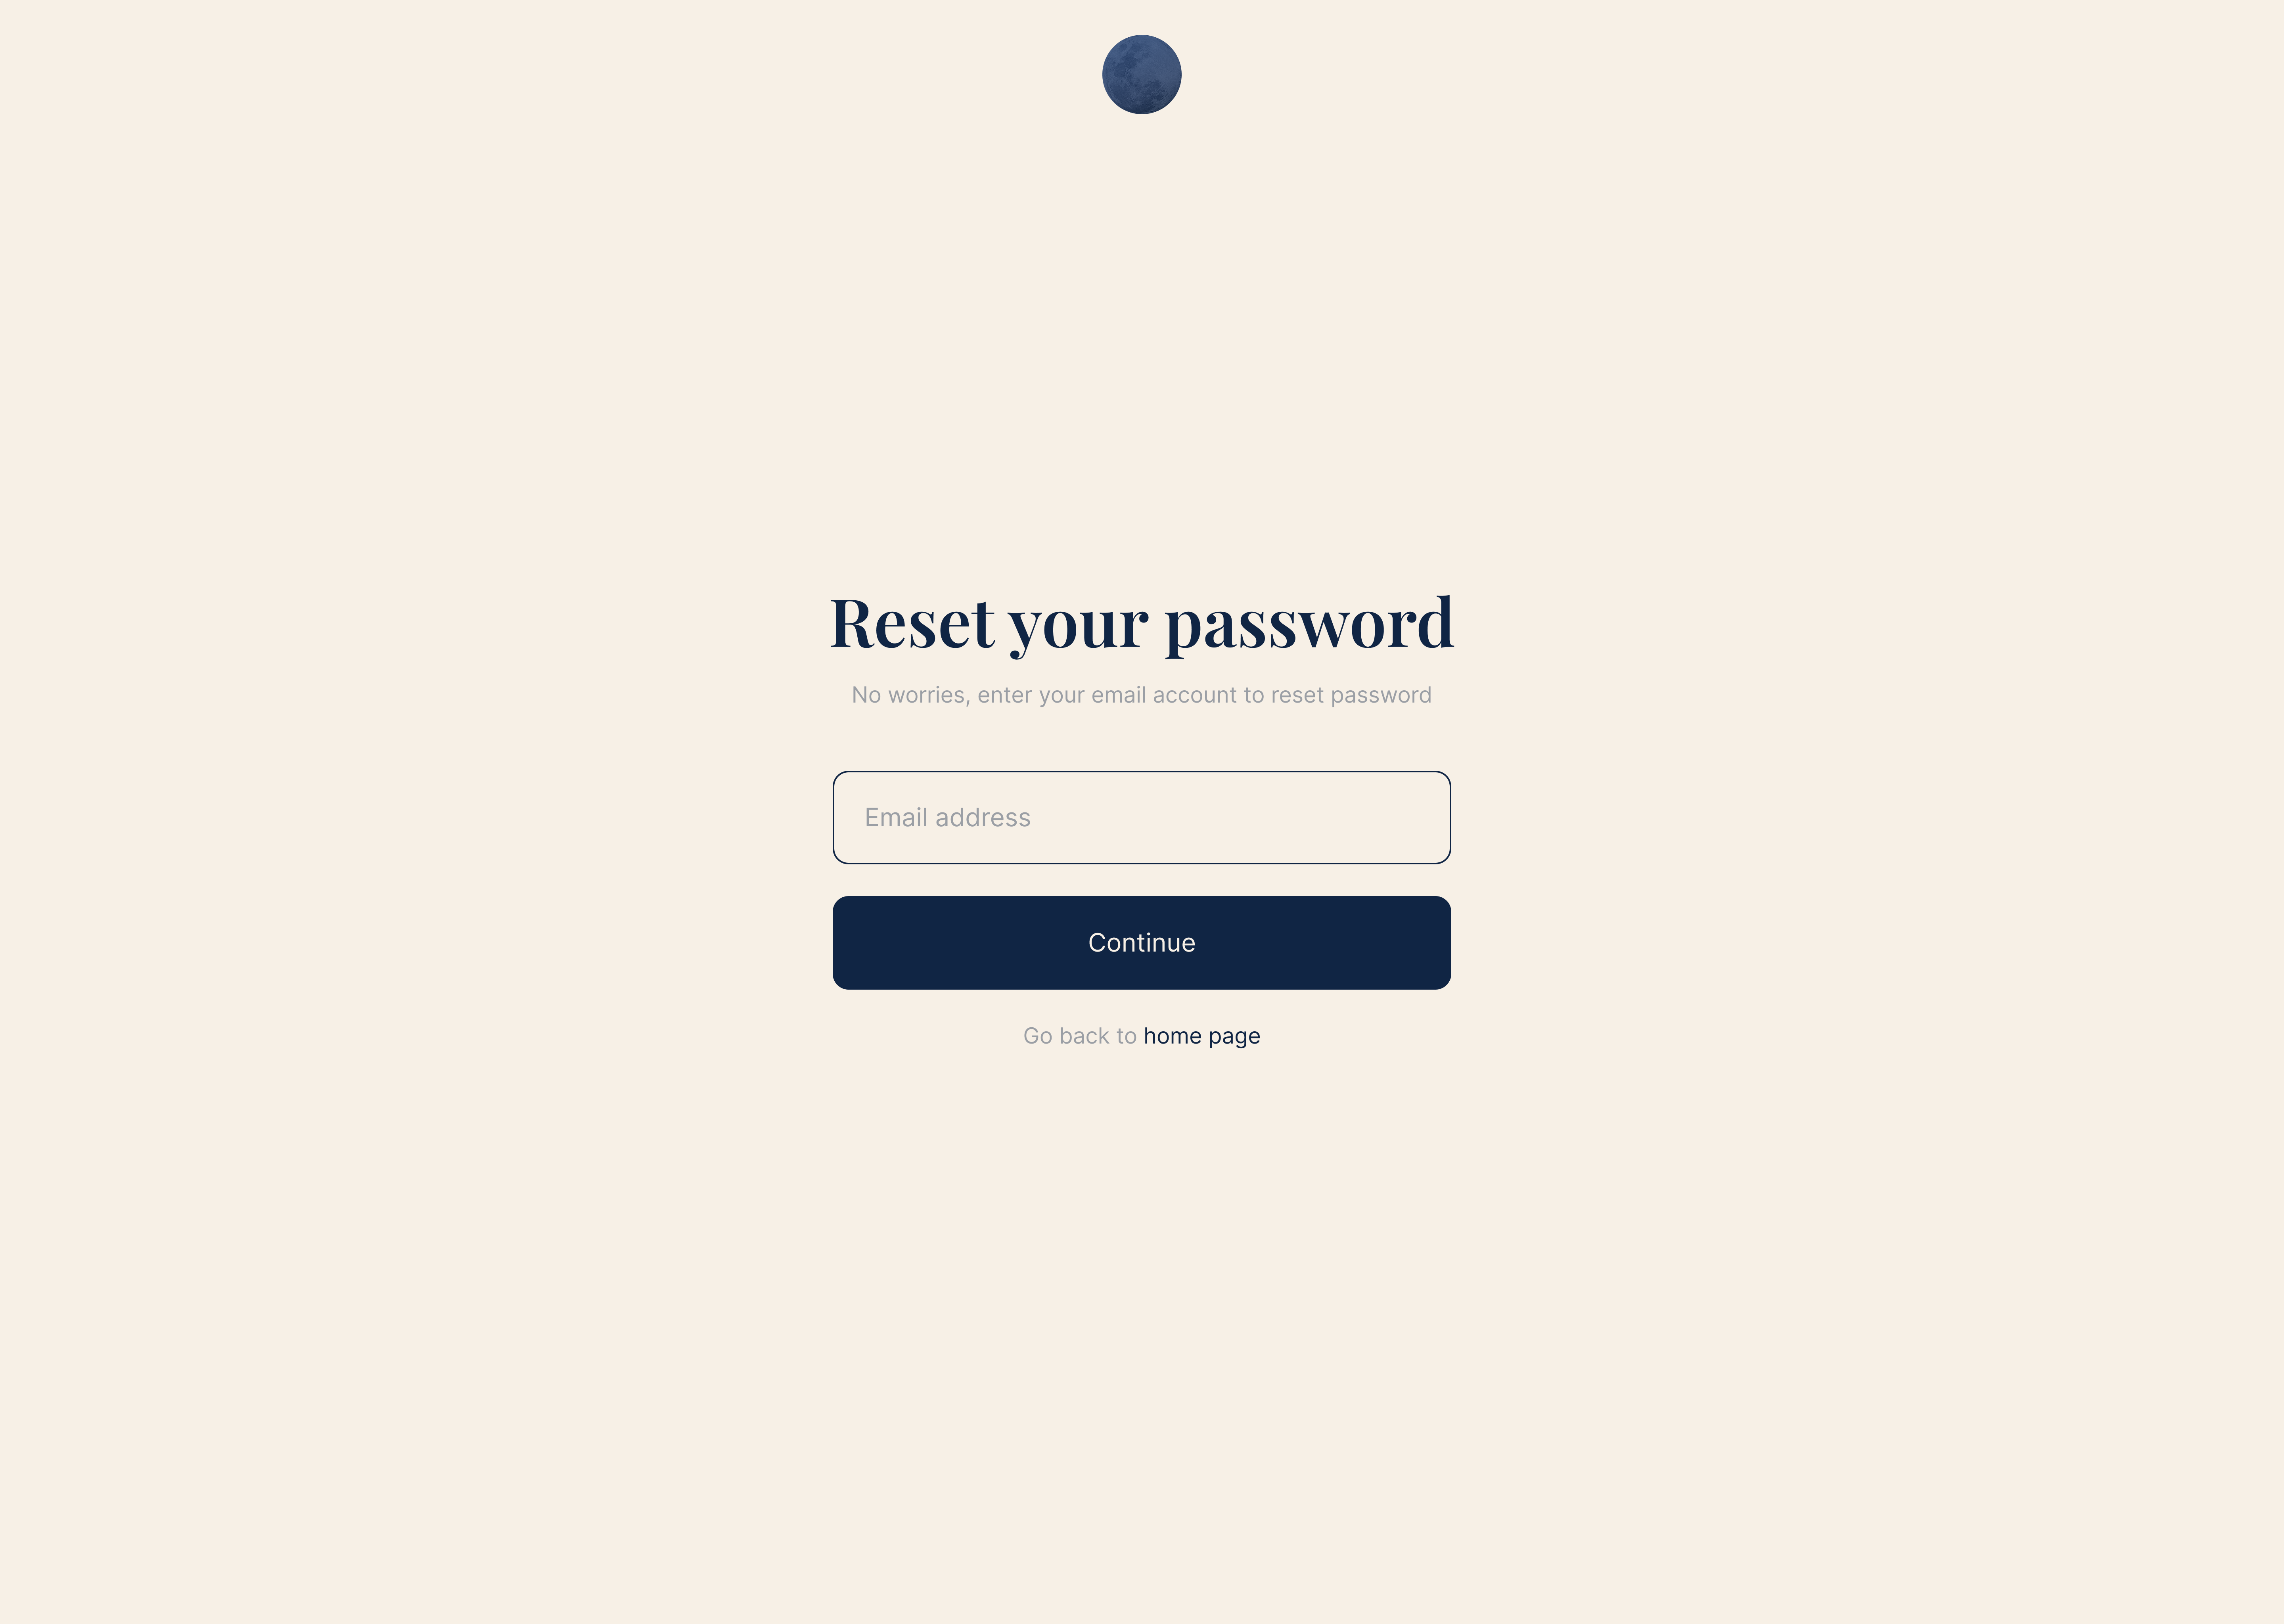 Reset your password
No worries, enter your email account to reset password
Email address
Continue
Go back to home page